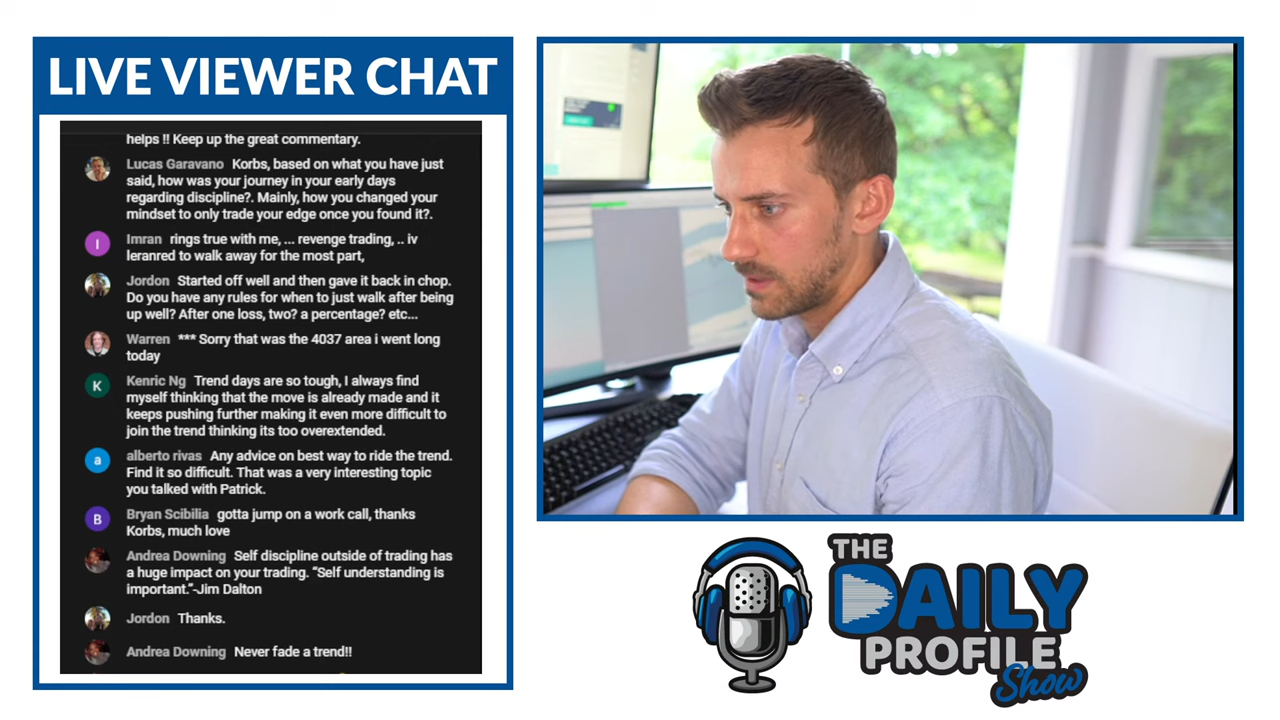 LIVE VIEWER CHAT
helps !! Keep up the great commentary.
Lucas Garavano Korbs, based on what you have just
said, how was your journey in your early days
regarding discipline?. Mainly, how you changed your
mindset to only trade your edge once you found it?.
I
Imran rings true with me, ... revenge trading, .. iv
leranred to walk away for the most part,
Jordon Started off well and then gave it back in chop.
Do you have any rules for when to just walk after being
up well? After one loss, two? a percentage? etc...
Warren *** Sorry that was the 4037 area i went long
today
K
Kenric Ng Trend days are so tough, I always find
myself thinking that the move is already made and it
keeps pushing further making it even more difficult to
join the trend thinking its too overextended.
a
alberto rivas Any advice on best way to ride the trend.
Find it so difficult. That was a very interesting topic
you talked with Patrick.
B
Bryan Scibilia gotta jump on a work call, thanks
Korbs, much love
Andrea Downing Self discipline outside of trading has
a huge impact on your trading. “Self understanding is
important.”-Jim Dalton
Jordon Thanks.
Andrea Downing Never fade a trend!!
THE
DAILY
PROFILE
Show